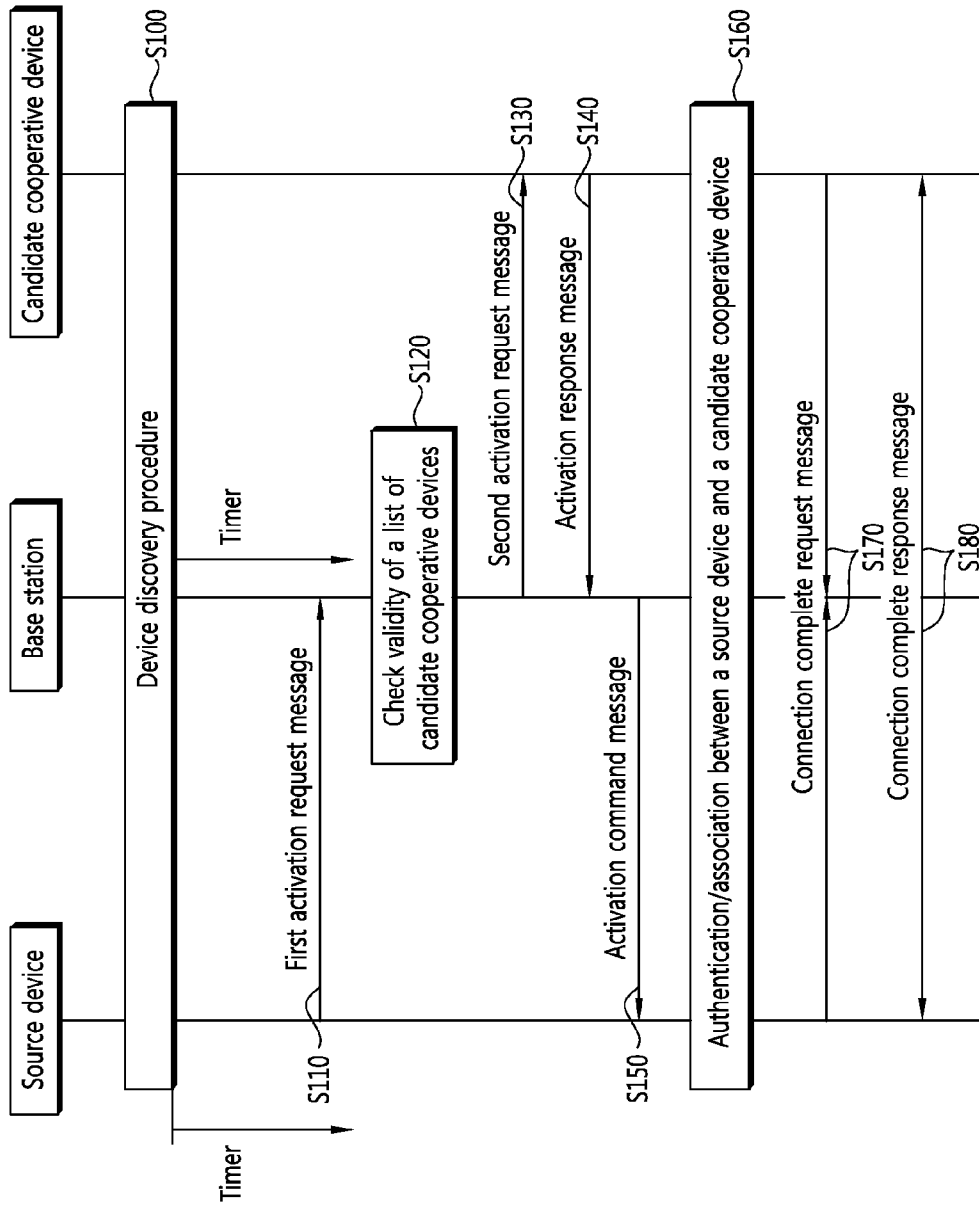 Source device
Base station
Candidate cooperative device
Device discovery procedure
S100
Timer
Timer
First activation request message
S110
Check validity of a list of
candidate cooperative devices
S120
Second activation request message
S130
Activation response message
S140
Activation command message
S150
Authentication/association between a source device and a candidate cooperative device
S160
Connection complete request message
S170
Connection complete response message
S180